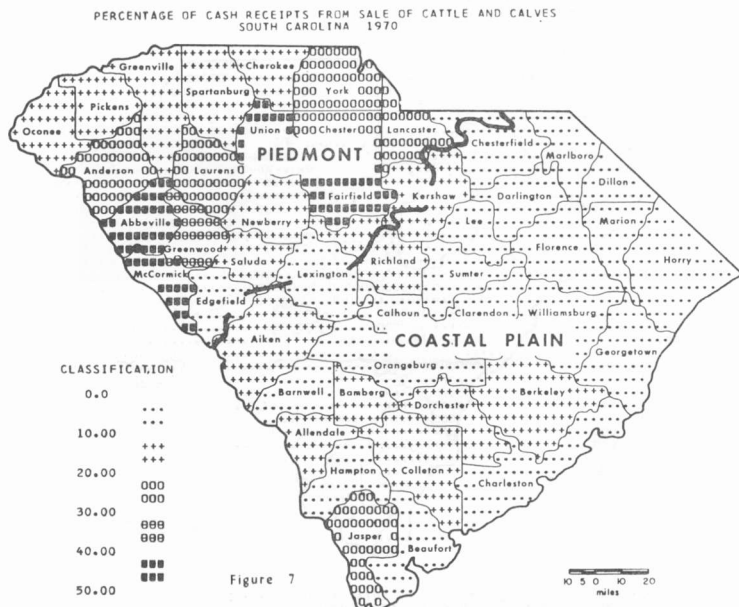 PERCENTAGE OF CASH RECEIPTS FROM SALE OF CATTLE AND CALVES
SOUTH CAROLINA 1970
Greenville
Cherokee
York
Pickens
Spartanburg
Oconee
Union
Chester
Lancaster
Chesterfield
PIEDMONT
Marlboro
Anderson
Laurens
Dillon
Fairfield
Kershaw
Darlington
Abbeville
Newberry
Lee
Marion
Greenwood
Florence
Saluda
Richland
Horry
McCormick
Lexington
Sumter
Edgefield
Calhoun
Clarendon
Williamsburg
Aiken
COASTAL PLAIN
Georgetown
CLASSIFICATION
Orangeburg
0.0
Barnwell
Bamberg
Berkeley
Dorchester
10.00
Allendale
20.00
Hampton
Colleton
Charleston
30.00
Jasper
40.00
Beaufort
Figure 7
50.00
10 5 0 10 20
miles